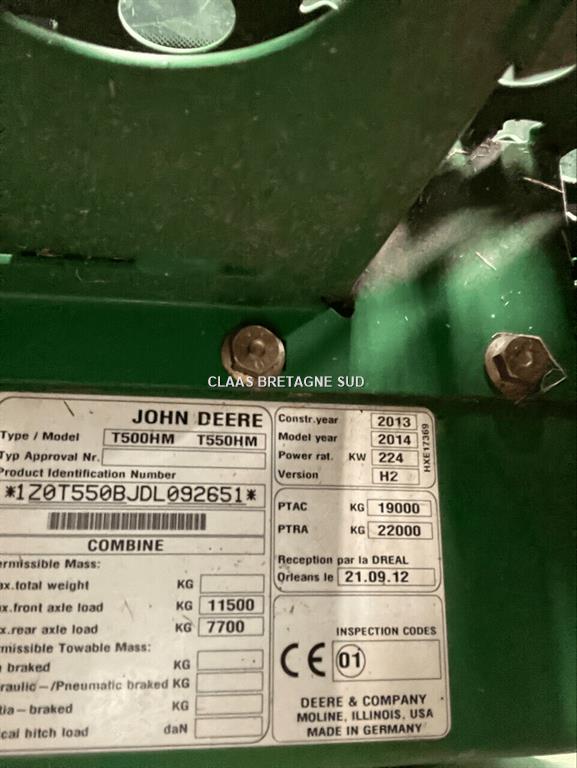 CLAAS BRETAGNE SUD
JOHN DEERE
Type / Model T500HM T550HM
Typ Approval Nr.
Product Identification Number
*1Z0T550BJDL092651*
COMBINE
ermissible Mass:
ax.total weight KG
ax.front axle load KG 11500
x.rear axle load KG 7700
missible Towable Mass:
braked KG
raulic-/Pneumatic braked KG
tia-braked KG
ical hitch load daN
Constr.year 2013
Model year 2014
Power rat. KW 224
Version H2
HXE17369
PTAC KG 19000
PTRA KG 22000
Reception par la DREAL
Orleans le 21.09.12
INSPECTION CODES
CE 01
DEERE & COMPANY
MOLINE, ILLINOIS, USA
MADE IN GERMANY